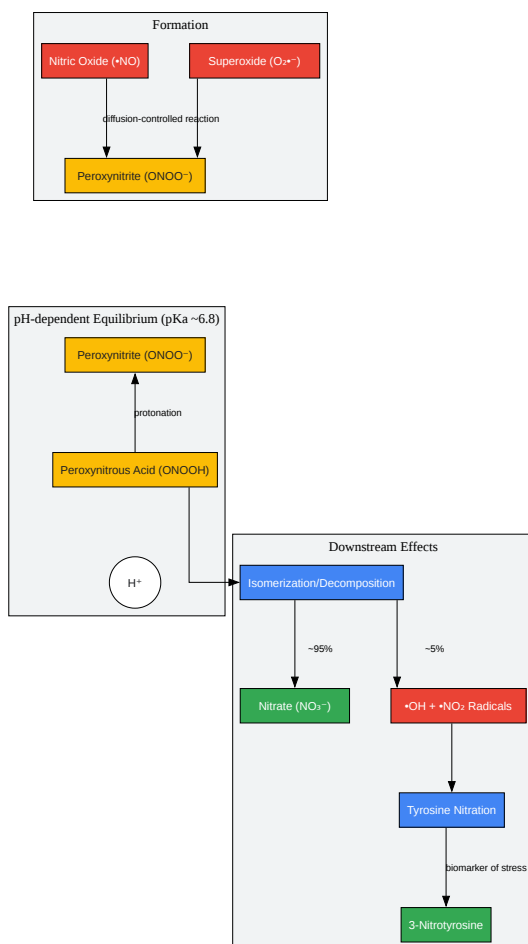 Formation
Nitric Oxide (•NO)
Superoxide (O₂•⁻)
diffusion-controlled reaction
Peroxynitrite (ONOO⁻)
pH-dependent Equilibrium (pKa ~6.8)
Peroxynitrite (ONOO⁻)
protonation
Peroxynitrous Acid (ONOOH)
H⁺
Downstream Effects
Isomerization/Decomposition
~95%
~5%
Nitrate (NO₃⁻)
•OH + •NO₂ Radicals
Tyrosine Nitration
biomarker of stress
3-Nitrotyrosine